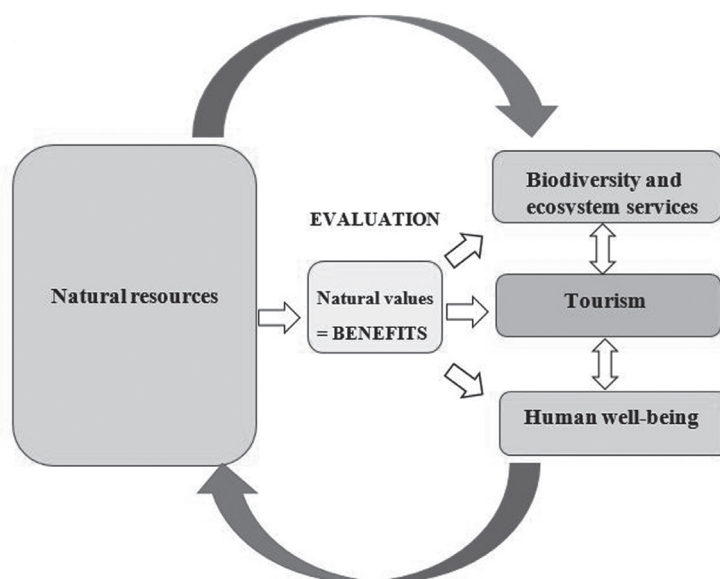 Natural resources
EVALUATION
Natural values
= BENEFITS
Biodiversity and
ecosystem services
Tourism
Human well-being